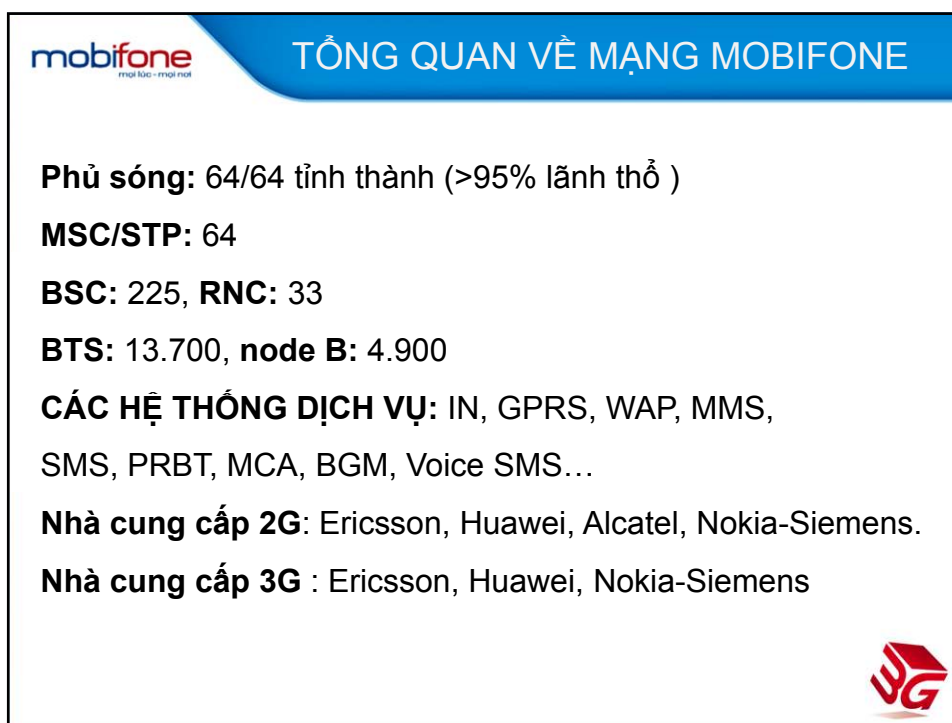 mobifone
mọi lúc - mọi nơi
TỔNG QUAN VỀ MẠNG MOBIFONE
Phủ sóng: 64/64 tỉnh thành (>95% lãnh thổ )
MSC/STP: 64
BSC: 225, RNC: 33
BTS: 13.700, node B: 4.900
CÁC HỆ THỐNG DỊCH VỤ: IN, GPRS, WAP, MMS,
SMS, PRBT, MCA, BGM, Voice SMS…
Nhà cung cấp 2G: Ericsson, Huawei, Alcatel, Nokia-Siemens.
Nhà cung cấp 3G : Ericsson, Huawei, Nokia-Siemens
3G